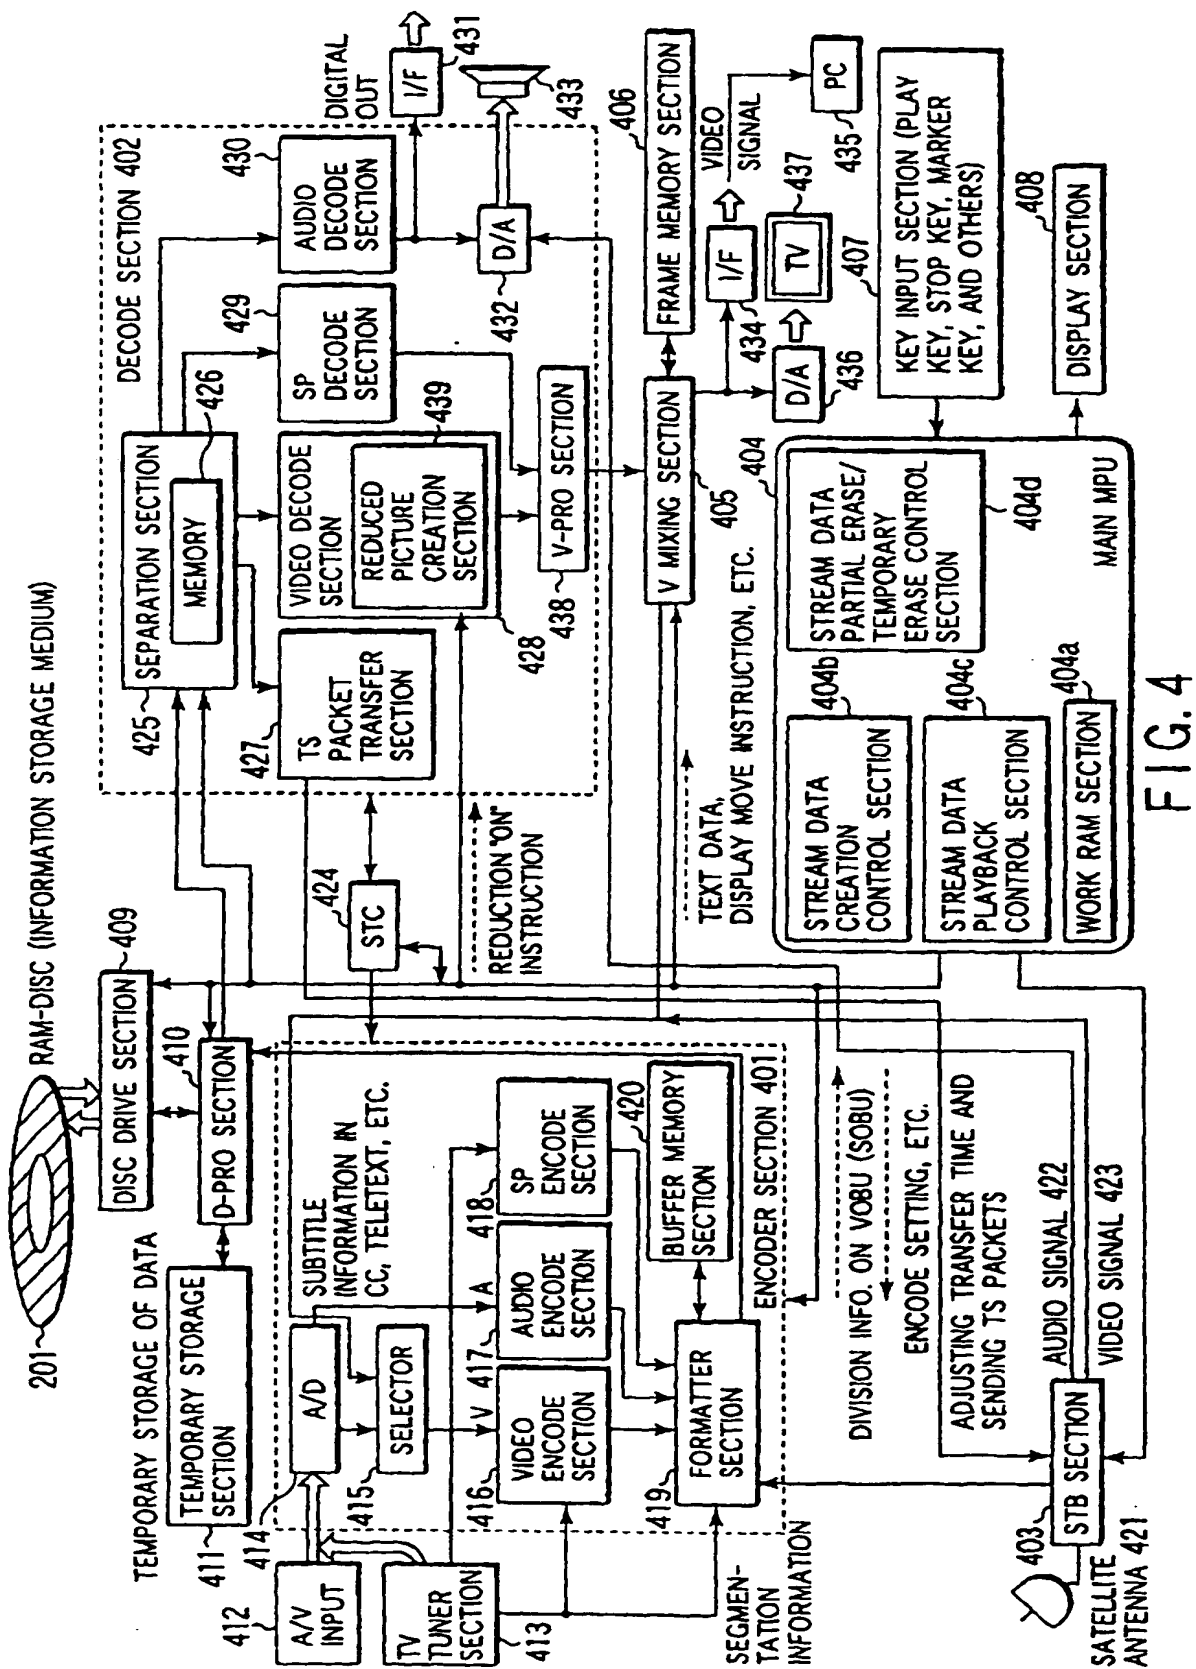 201
RAM-DISC (INFORMATION STORAGE MEDIUM)
TEMPORARY STORAGE OF DATA
DISC DRIVE SECTION
409
D-PRO SECTION
410
TEMPORARY STORAGE
SECTION
411
A/V
INPUT
412
TV
TUNER
SECTION
413
A/D
414
SELECTOR
415
SUBTITLE
INFORMATION IN
CC, TELETEXT, ETC.
V
VIDEO
ENCODE
SECTION
416
A
AUDIO
ENCODE
SECTION
417
SP
ENCODE
SECTION
418
FORMATTER
SECTION
419
BUFFER MEMORY
SECTION
420
ENCODER SECTION 401
SEGMEN-
TATION
INFORMATION
STC
424
REDUCTION "ON"
INSTRUCTION
DECODE SECTION 402
SEPARATION SECTION
425
MEMORY
426
TS
PACKET
TRANSFER
SECTION
427
VIDEO DECODE
SECTION
428
REDUCED
PICTURE
CREATION
SECTION
439
SP
DECODE
SECTION
429
AUDIO
DECODE
SECTION
430
V-PRO SECTION
438
D/A
432
DIGITAL
OUT
I/F
431
433
V MIXING SECTION
405
FRAME MEMORY SECTION
406
I/F
434
VIDEO
SIGNAL
PC
435
D/A
436
TV
437
TEXT DATA,
DISPLAY MOVE INSTRUCTION, ETC.
KEY INPUT SECTION (PLAY
KEY, STOP KEY, MARKER
KEY, AND OTHERS)
407
DISPLAY SECTION
408
404
STREAM DATA
CREATION
CONTROL SECTION
404b
STREAM DATA
PLAYBACK
CONTROL SECTION
404c
WORK RAM SECTION
404a
STREAM DATA
PARTIAL ERASE/
TEMPORARY
ERASE CONTROL
SECTION
404d
MAIN MPU
DIVISION INFO. ON VOBU (SOBU)
ENCODE SETTING, ETC.
ADJUSTING TRANSFER TIME AND
SENDING TS PACKETS
AUDIO SIGNAL 422
VIDEO SIGNAL 423
STB SECTION
403
SATELLITE
ANTENNA 421
FIG. 4